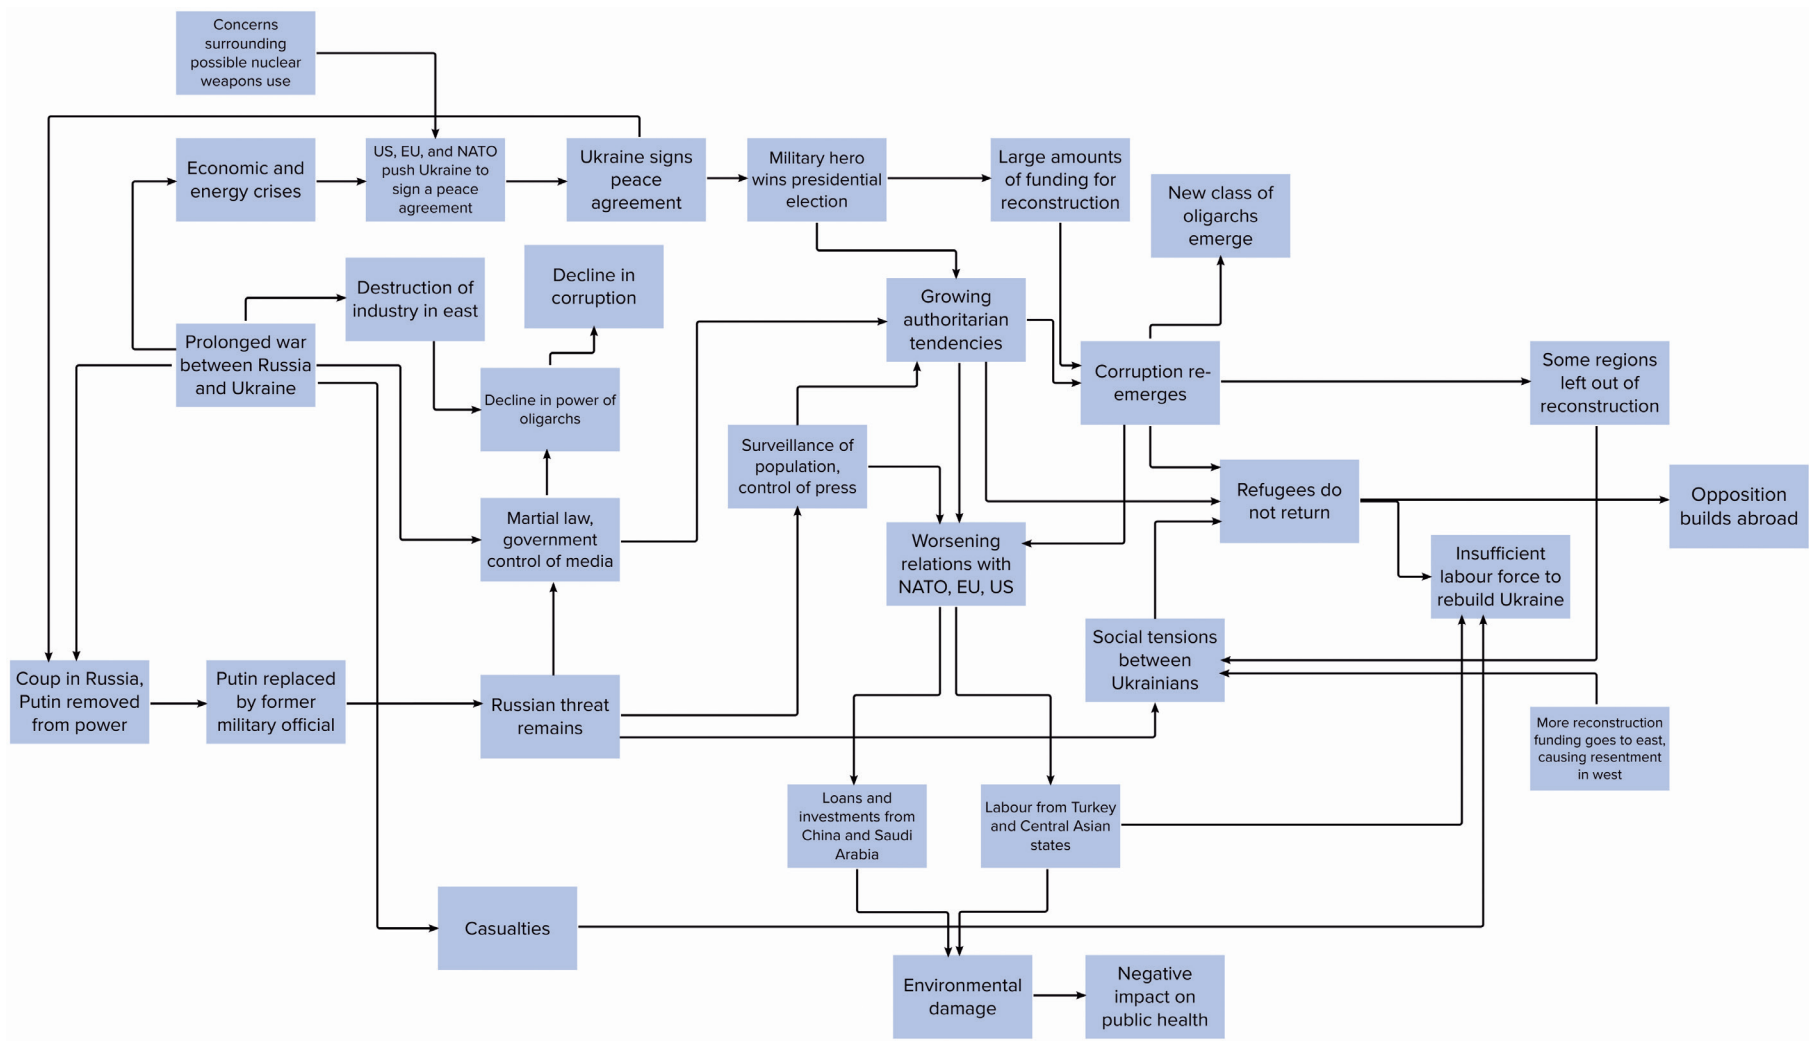 Concerns
surrounding
possible nuclear
weapons use
Economic and
energy crises
US, EU, and NATO
push Ukraine to
sign a peace
agreement
Ukraine signs
peace
agreement
Military hero
wins presidential
election
Large amounts
of funding for
reconstruction
New class of
oligarchs
emerge
Destruction of
industry in east
Decline in
corruption
Growing
authoritarian
tendencies
Prolonged war
between Russia
and Ukraine
Decline in power of
oligarchs
Corruption re-
emerges
Some regions
left out of
reconstruction
Surveillance of
population,
control of press
Refugees do
not return
Opposition
builds abroad
Martial law,
government
control of media
Worsening
relations with
NATO, EU, US
Insufficient
labour force to
rebuild Ukraine
Social tensions
between
Ukrainians
Coup in Russia,
Putin removed
from power
Putin replaced
by former
military official
Russian threat
remains
More reconstruction
funding goes to east,
causing resentment
in west
Loans and
investments from
China and Saudi
Arabia
Labour from Turkey
and Central Asian
states
Casualties
Environmental
damage
Negative
impact on
public health